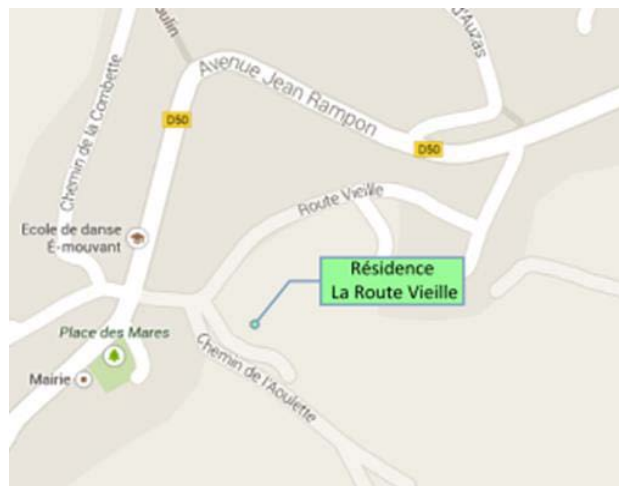 oulin
d'Auzas
Chemin de la Combette
Avenue Jean Rampon
D50
D50
Route Vieille
Ecole de danse
É-mouvant
Résidence
La Route Vieille
Place des Mares
Mairie
Chemin de l'Aoulette